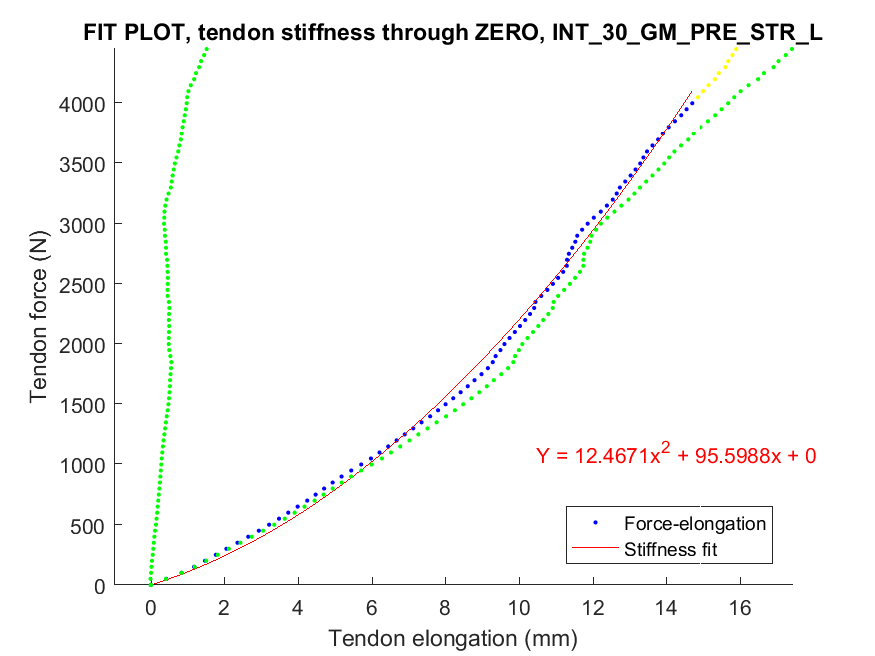 FIT PLOT, tendon stiffness through ZERO, INT_30_GM_PRE_STR_L
4000
3500
3000
2500
2000
1500
1000
500
0
Tendon force (N)
Y = 12.4671x² + 95.5988x + 0
Force-elongation
Stiffness fit
0 2 4 6 8 10 12 14 16
Tendon elongation (mm)